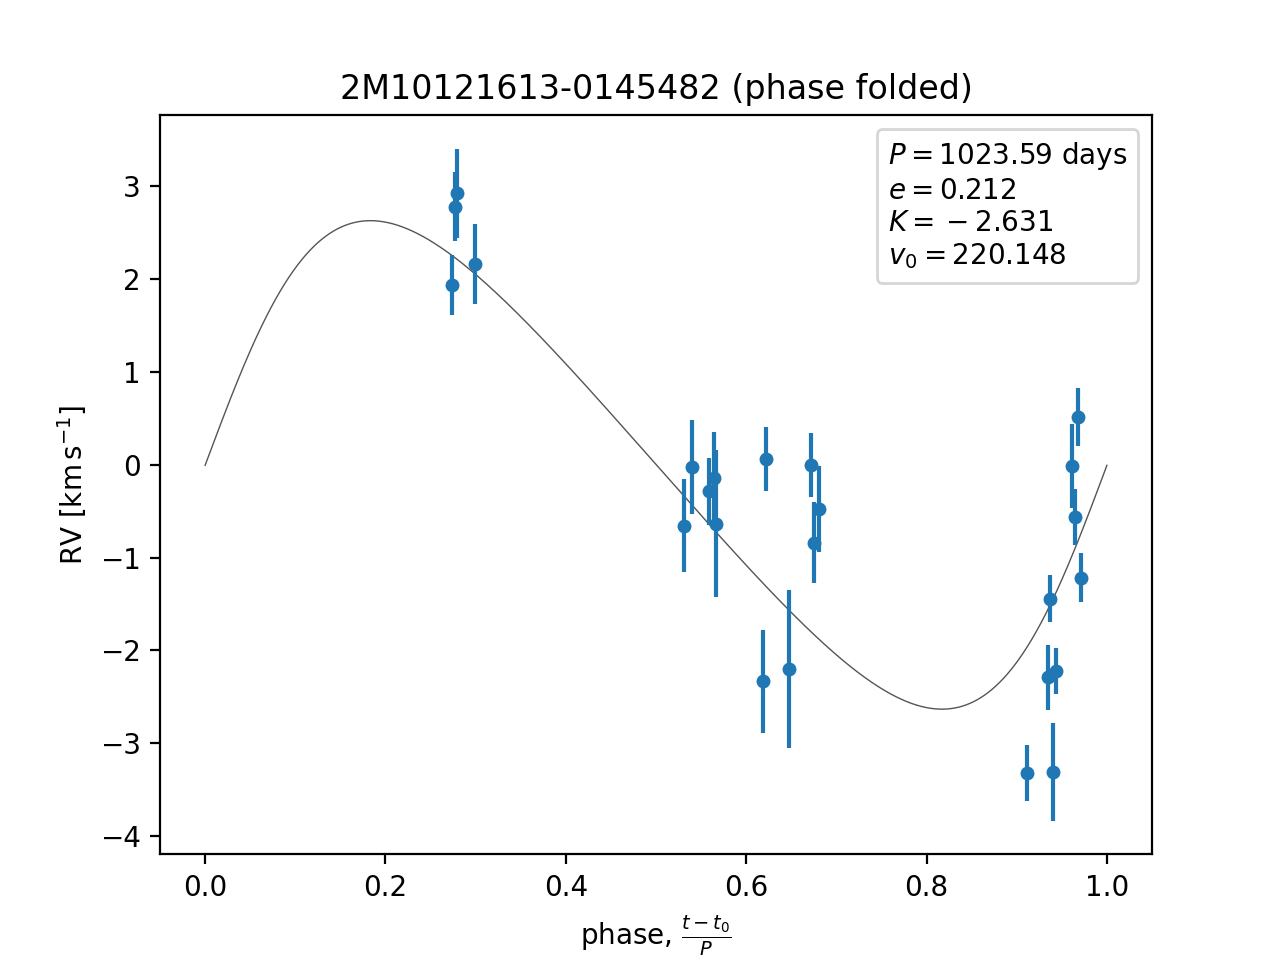 2M10121613-0145482 (phase folded)
P = 1023.59 days
e = 0.212
K = −2.631
v₀ = 220.148
3
2
1
0
−1
−2
−3
−4
RV [km s⁻¹]
0.0 0.2 0.4 0.6 0.8 1.0
phase, (t − t₀)/P